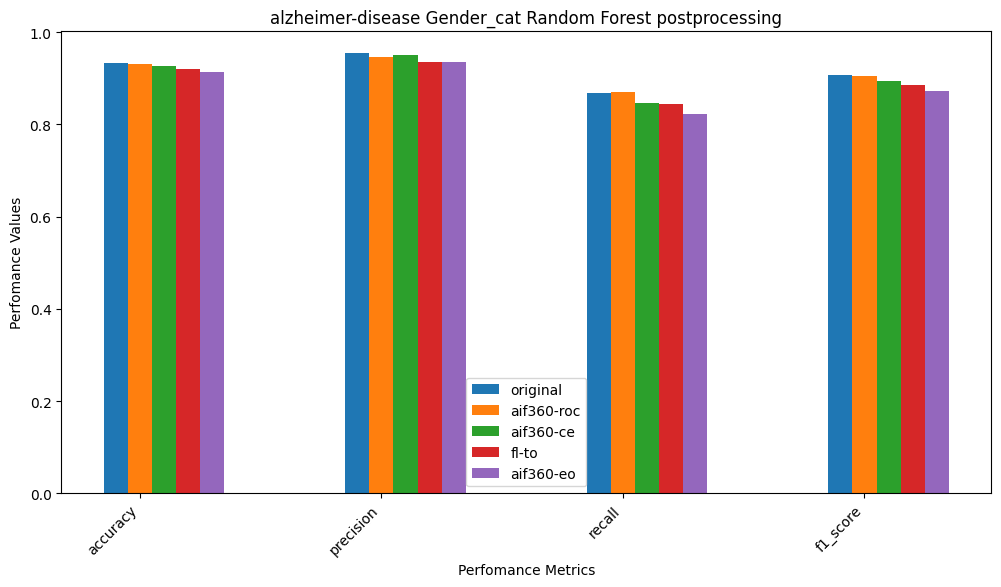 alzheimer-disease Gender_cat Random Forest postprocessing
Perfomance Values
1.0
0.8
0.6
0.4
0.2
0.0
original
aif360-roc
aif360-ce
fl-to
aif360-eo
accuracy
precision
recall
f1_score
Perfomance Metrics